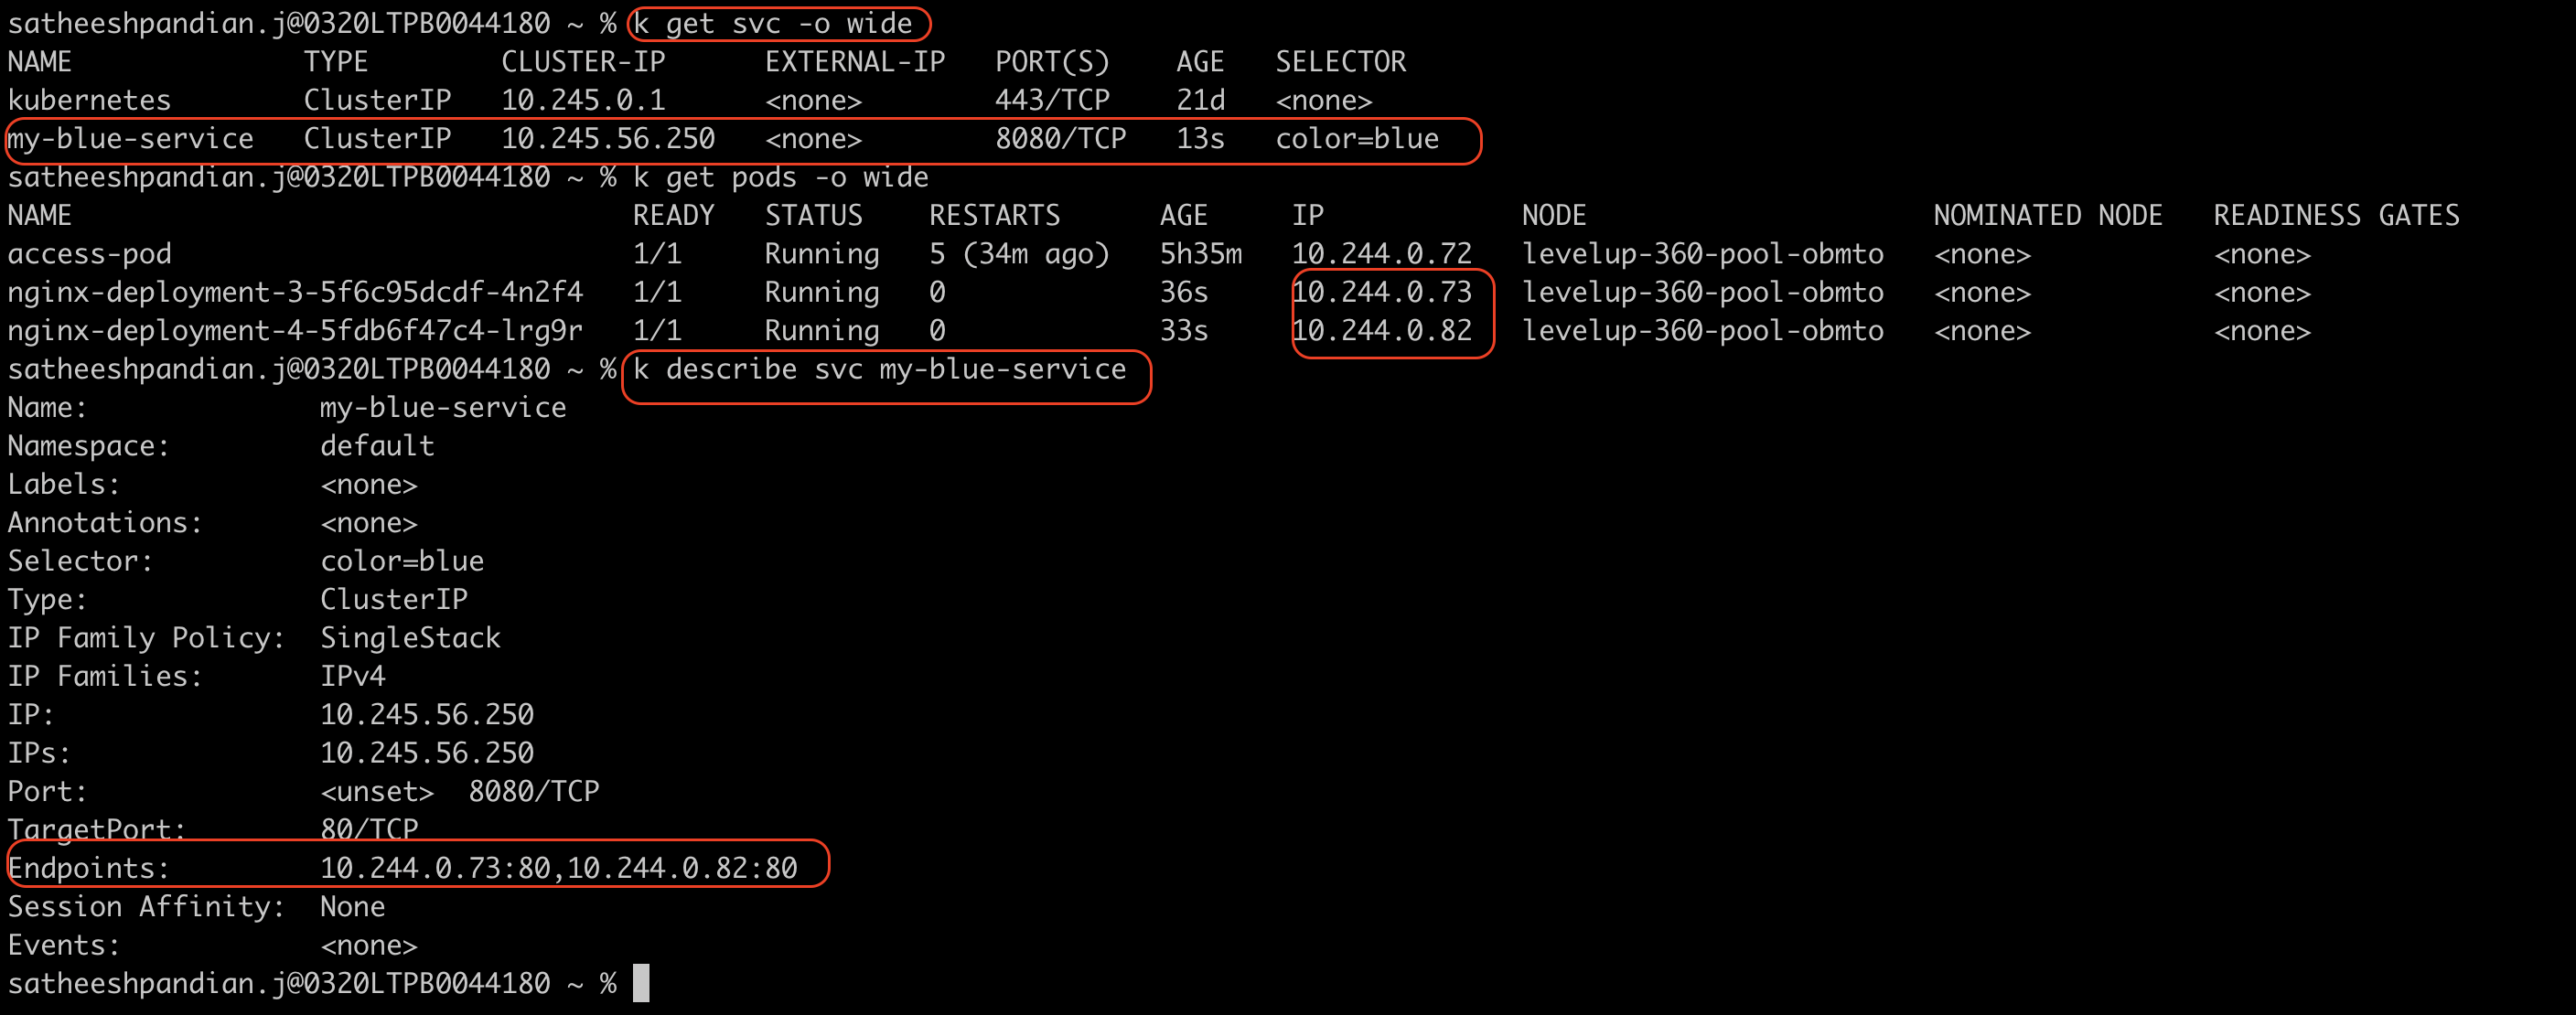 satheeshpandian.j@0320LTPB0044180 ~ % k get svc -o wide
NAME TYPE CLUSTER-IP EXTERNAL-IP PORT(S) AGE SELECTOR
kubernetes ClusterIP 10.245.0.1 <none> 443/TCP 21d <none>
my-blue-service ClusterIP 10.245.56.250 <none> 8080/TCP 13s color=blue
satheeshpandian.j@0320LTPB0044180 ~ % k get pods -o wide
NAME READY STATUS RESTARTS AGE IP NODE NOMINATED NODE READINESS GATES
access-pod 1/1 Running 5 (34m ago) 5h35m 10.244.0.72 levelup-360-pool-obmto <none> <none>
nginx-deployment-3-5f6c95dcdf-4n2f4 1/1 Running 0 36s 10.244.0.73 levelup-360-pool-obmto <none> <none>
nginx-deployment-4-5fdb6f47c4-lrg9r 1/1 Running 0 33s 10.244.0.82 levelup-360-pool-obmto <none> <none>
satheeshpandian.j@0320LTPB0044180 ~ % k describe svc my-blue-service
Name: my-blue-service
Namespace: default
Labels: <none>
Annotations: <none>
Selector: color=blue
Type: ClusterIP
IP Family Policy: SingleStack
IP Families: IPv4
IP: 10.245.56.250
IPs: 10.245.56.250
Port: <unset> 8080/TCP
TargetPort: 80/TCP
Endpoints: 10.244.0.73:80,10.244.0.82:80
Session Affinity: None
Events: <none>
satheeshpandian.j@0320LTPB0044180 ~ %